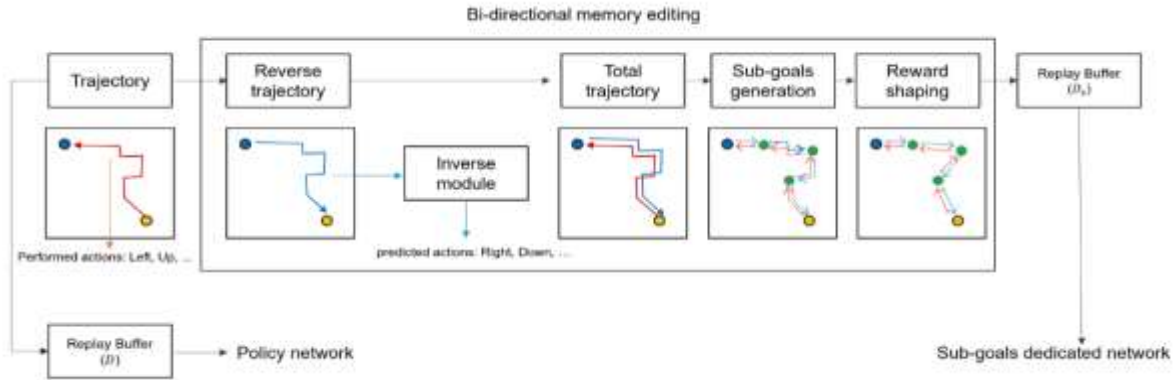 Bi-directional memory editing
Trajectory
Reverse
trajectory
Total
trajectory
Sub-goals
generation
Reward
shaping
Replay Buffer
(Dₛ)
Inverse
module
Performed actions: Left, Up, ...
predicted actions: Right, Down, ...
Replay Buffer
(D)
Policy network
Sub-goals dedicated network